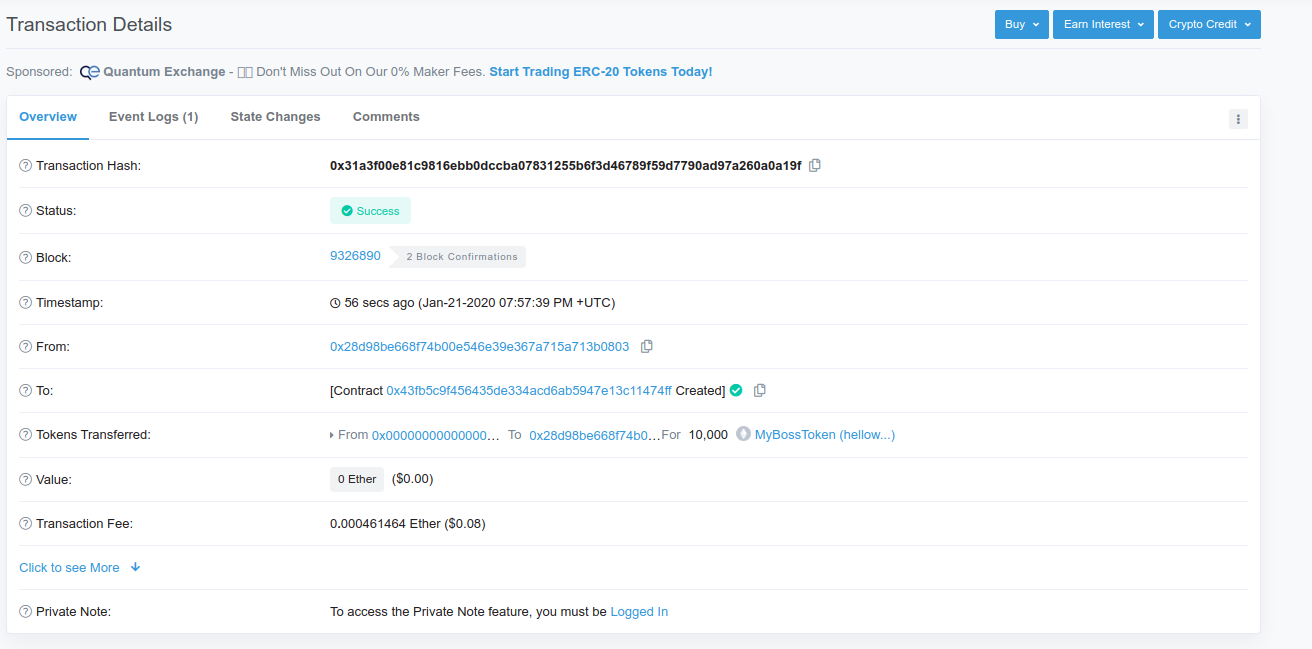 Transaction Details
Buy
Earn Interest
Crypto Credit
Sponsored: Quantum Exchange - Don't Miss Out On Our 0% Maker Fees. Start Trading ERC-20 Tokens Today!
Overview Event Logs (1) State Changes Comments
Transaction Hash: 0x31a3f00e81c9816ebb0dccba07831255b6f3d46789f59d7790ad97a260a0a19f
Status: Success
Block: 9326890 2 Block Confirmations
Timestamp: 56 secs ago (Jan-21-2020 07:57:39 PM +UTC)
From: 0x28d98be668f74b00e546e39e367a715a713b0803
To: [Contract 0x43fb5c9f456435de334acd6ab5947e13c11474ff Created]
Tokens Transferred: From 0x00000000000000... To 0x28d98be668f74b0... For 10,000 MyBossToken (hellow...)
Value: 0 Ether ($0.00)
Transaction Fee: 0.000461464 Ether ($0.08)
Click to see More
Private Note: To access the Private Note feature, you must be Logged In